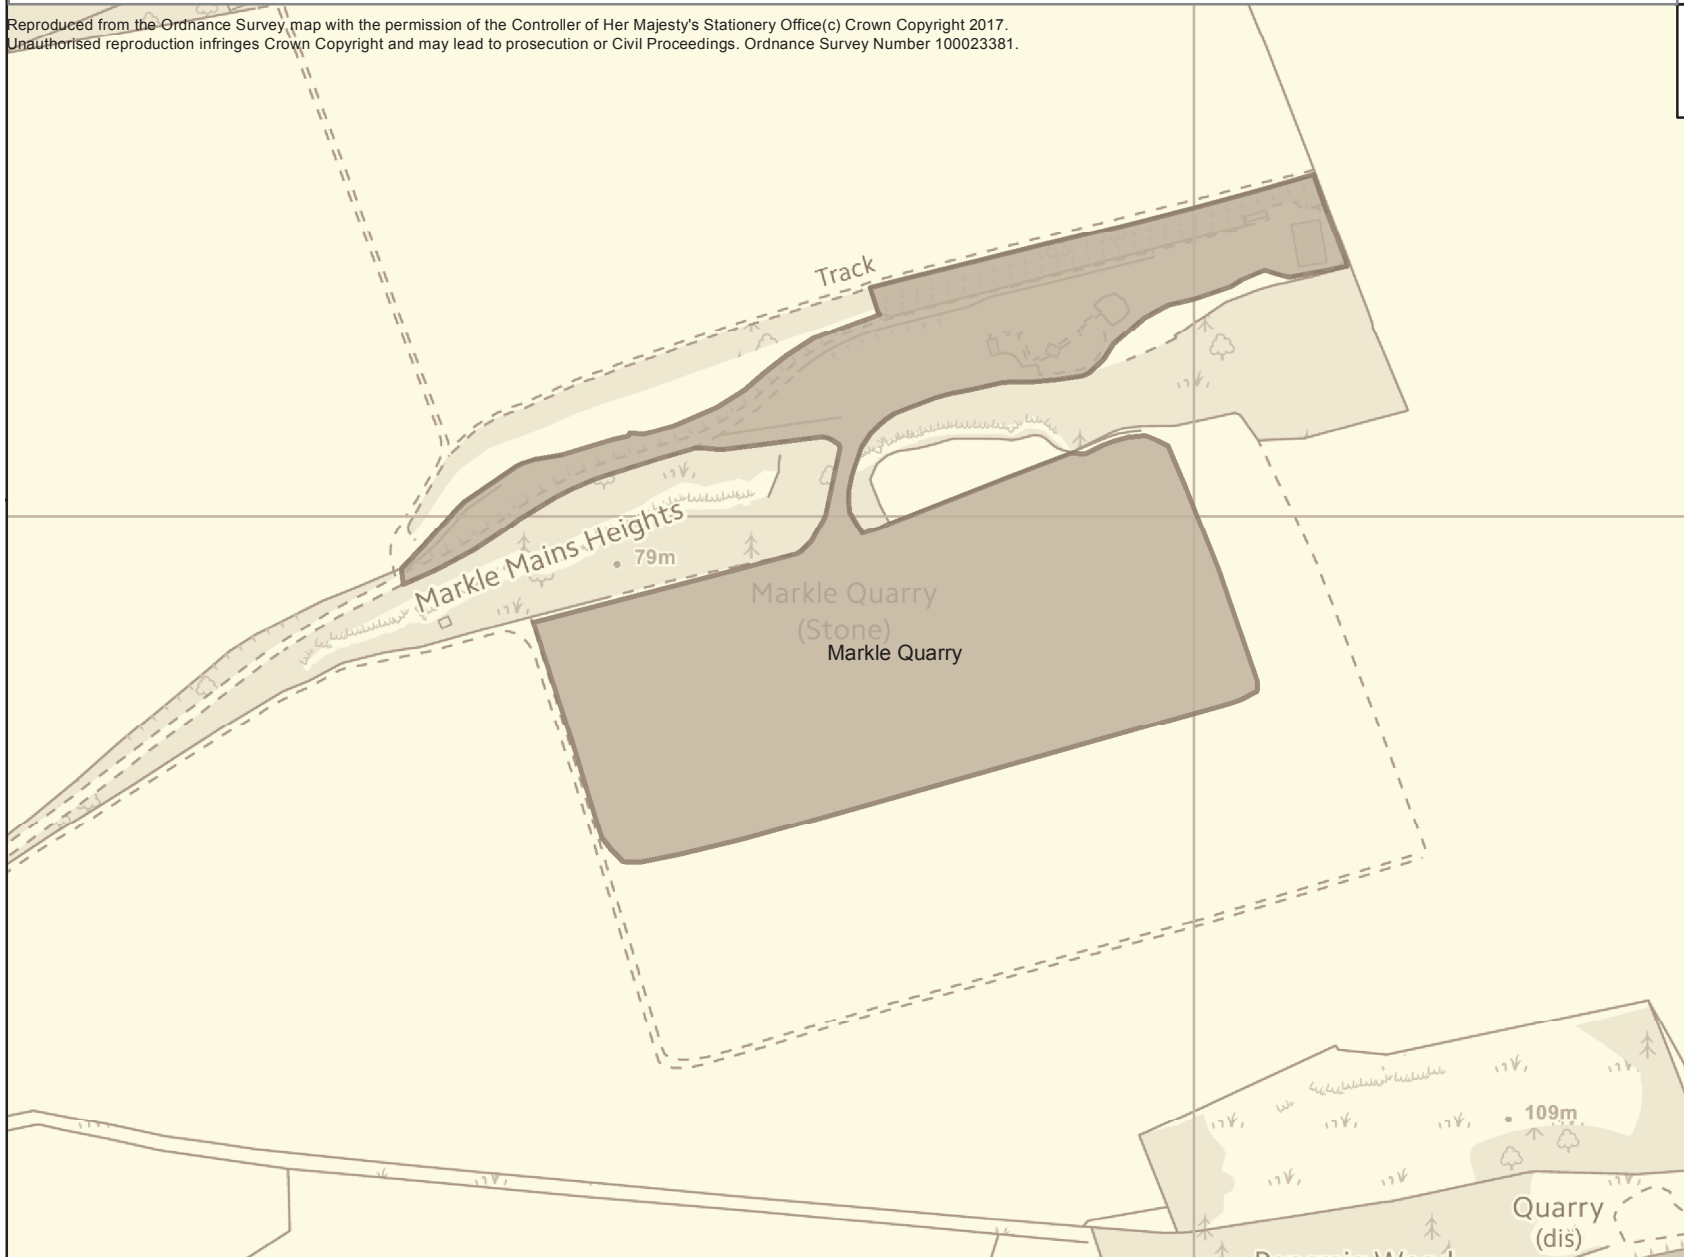 Reproduced from the Ordnance Survey map with the permission of the Controller of Her Majesty's Stationery Office(c) Crown Copyright 2017.
Unauthorised reproduction infringes Crown Copyright and may lead to prosecution or Civil Proceedings. Ordnance Survey Number 100023381.
Track
Markle Mains Heights
79m
Markle Quarry
(Stone)
Markle Quarry
109m
Quarry
(dis)
Wood